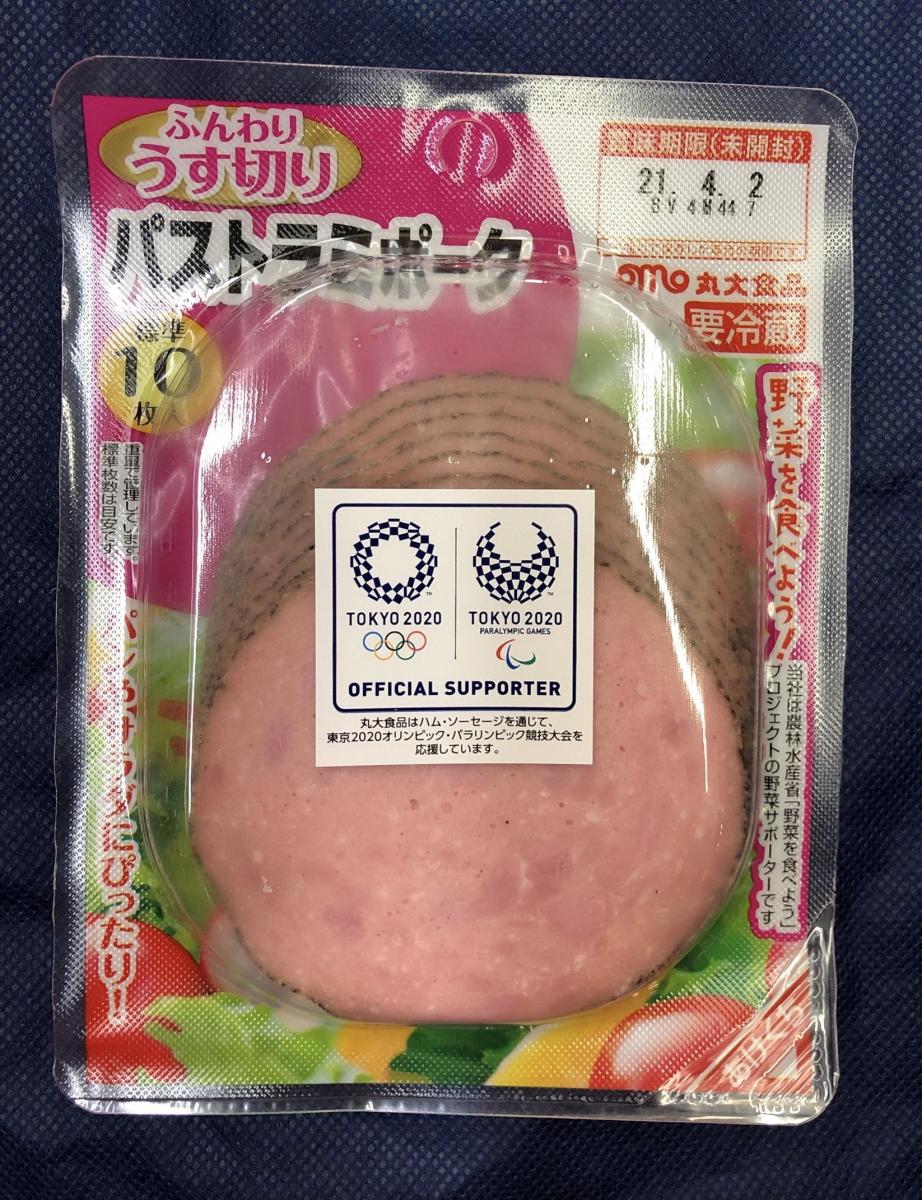 ふんわり
うす切り
パストラミポーク
標準
10
枚入
重量で管理しています。
標準枚数は目安です。
パンやサラダにぴったり!!
賞味期限(未開封)
21. 4. 2
BV 4M44 7
丸大食品
要冷蔵
野菜を食べよう!
当社は農林水産省「野菜を食べよう」
プロジェクトの野菜サポーターです
TOKYO 2020
TOKYO 2020
PARALYMPIC GAMES
OFFICIAL SUPPORTER
丸大食品はハム・ソーセージを通じて、
東京2020オリンピック・パラリンピック競技大会を
応援しています。
あけくち